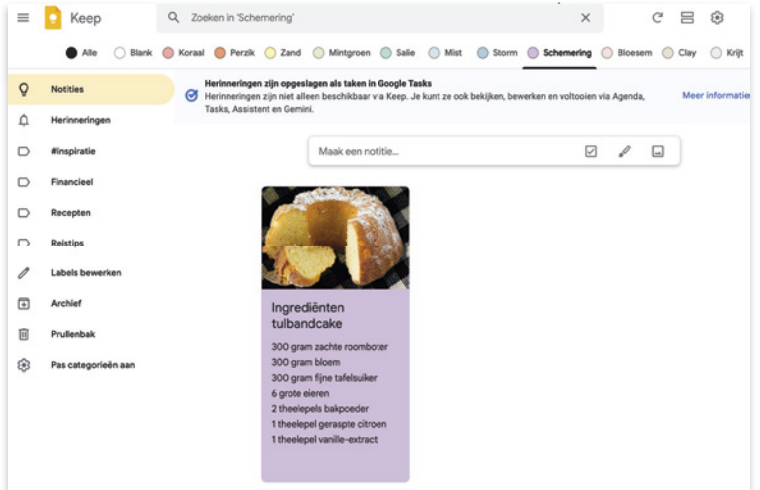 Keep
Zoeken in 'Schemering'
Alle Blank Koraal Perzik Zand Mintgroen Salie Mist Storm Schemering Bloesem Clay Krijt
Notities
Herinneringen
#inspiratie
Financieel
Recepten
Reistips
Labels bewerken
Archief
Prullenbak
Pas categorieën aan
Herinneringen zijn opgeslagen als taken in Google Tasks
Herinneringen zijn niet alleen beschikbaar via Keep. Je kunt ze ook bekijken, bewerken en voltooien via Agenda,
Tasks, Assistent en Gemini.
Meer informatie
Maak een notitie...
Ingrediënten
tulbandcake
300 gram zachte roomboter
300 gram bloem
300 gram fijne tafelsuiker
6 grote eieren
2 theelepels bakpoeder
1 theelepel geraspte citroen
1 theelepel vanille-extract